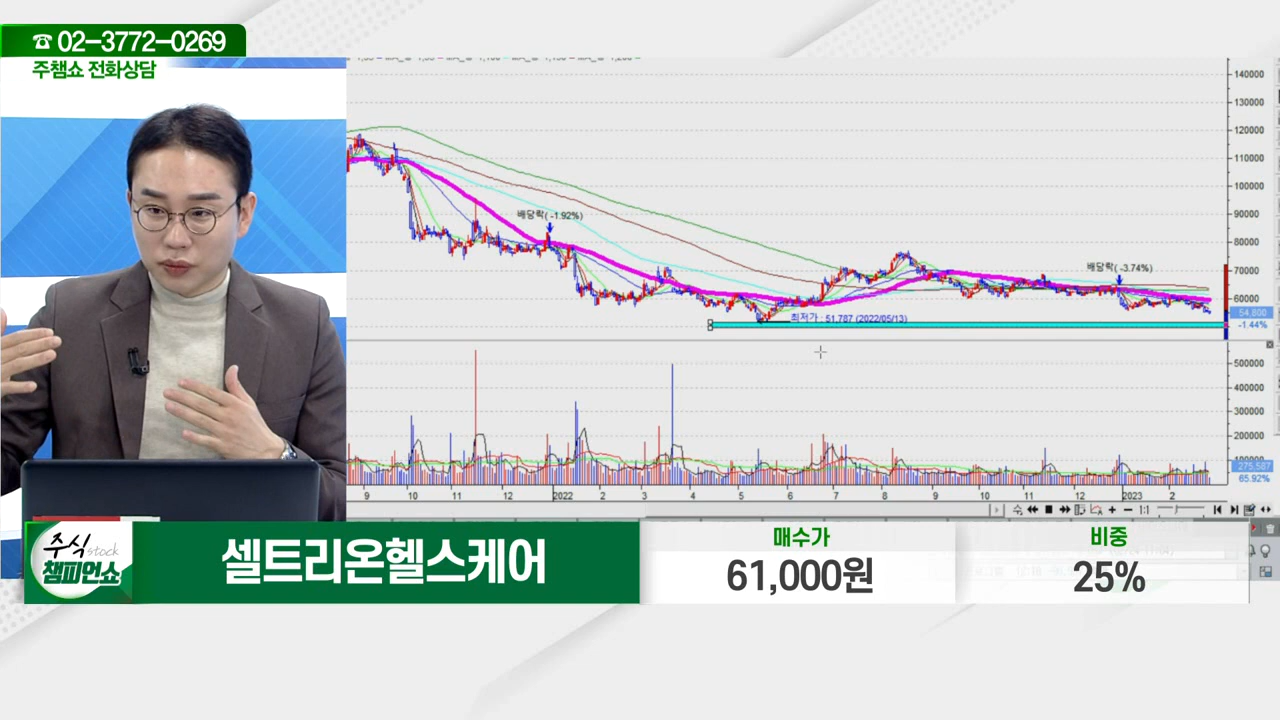 ☎ 02-3772-0269
주챔쇼 전화상담
140000
130000
120000
110000
100000
90000
80000
70000
60000
54,800
-1.44%
배당락( -1.92%)
배당락( -3.74%)
최저가 : 51,787 (2022/05/13)
500000
400000
300000
200000
100000
275,587
65.92%
9 10 11 12 2022 2 3 4 5 6 7 8 9 10 11 12 2023 2
1:1
주식 stock
챔피언쇼
셀트리온헬스케어
매수가
61,000원
비중
25%